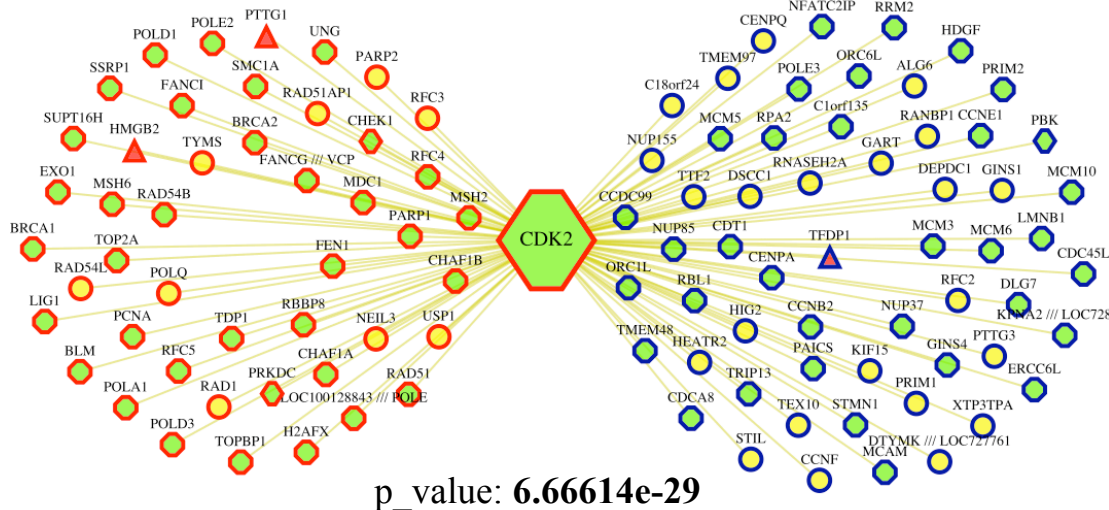 PTTG1
POLE2
POLD1
UNG
SMC1A
PARP2
SSRP1
FANCI
RAD51AP1
RFC3
SUPT16H
HMGB2
BRCA2
CHEK1
TYMS
FANCG /// VCP
RFC4
EXO1
MSH6
RAD54B
MDC1
MSH2
PARP1
BRCA1
TOP2A
FEN1
CHAF1B
RAD54L
POLQ
LIG1
PCNA
TDP1
RBBP8
NEIL3
USP1
BLM
RFC5
CHAF1A
POLA1
RAD1
PRKDC
RAD51
LOC100128843 /// POLE
POLD3
TOPBP1
H2AFX
CDK2
NFATC2IP
RRM2
CENPQ
HDGF
TMEM97
POLE3
ORC6L
ALG6
PRIM2
C18orf24
MCM5
RPA2
C1orf135
RANBP1
CCNE1
PBK
NUP155
GART
RNASEH2A
TTF2
DSCC1
DEPDC1
GINS1
MCM10
CCDC99
NUP85
CDT1
TFDP1
MCM3
MCM6
LMNB1
CENPA
CDC45L
ORC1L
RBL1
RFC2
DLG7
HIG2
CCNB2
NUP37
KPNA2 /// LOC728
TMEM48
HEATR2
PAICS
KIF15
GINS4
PTTG3
ERCC6L
TRIP13
PRIM1
CDCA8
TEX10
STMN1
XTP3TPA
STIL
DTYMK /// LOC727761
CCNF
MCAM
p_value: 6.66614e-29